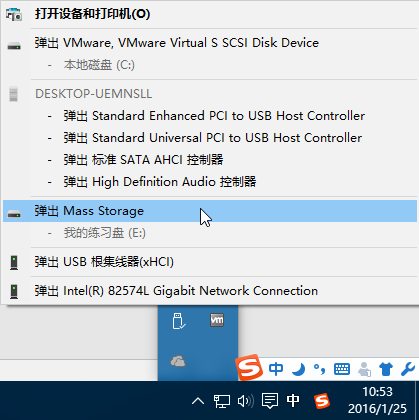 打开设备和打印机(O)
弹出 VMware, VMware Virtual S SCSI Disk Device
- 本地磁盘 (C:)
DESKTOP-UEMNSLL
- 弹出 Standard Enhanced PCI to USB Host Controller
- 弹出 Standard Universal PCI to USB Host Controller
- 弹出 标准 SATA AHCI 控制器
- 弹出 High Definition Audio 控制器
弹出 Mass Storage
- 我的练习盘 (E:)
弹出 USB 根集线器(xHCI)
弹出 Intel(R) 82574L Gigabit Network Connection
vm
S 中
中 S
10:53
2016/1/25